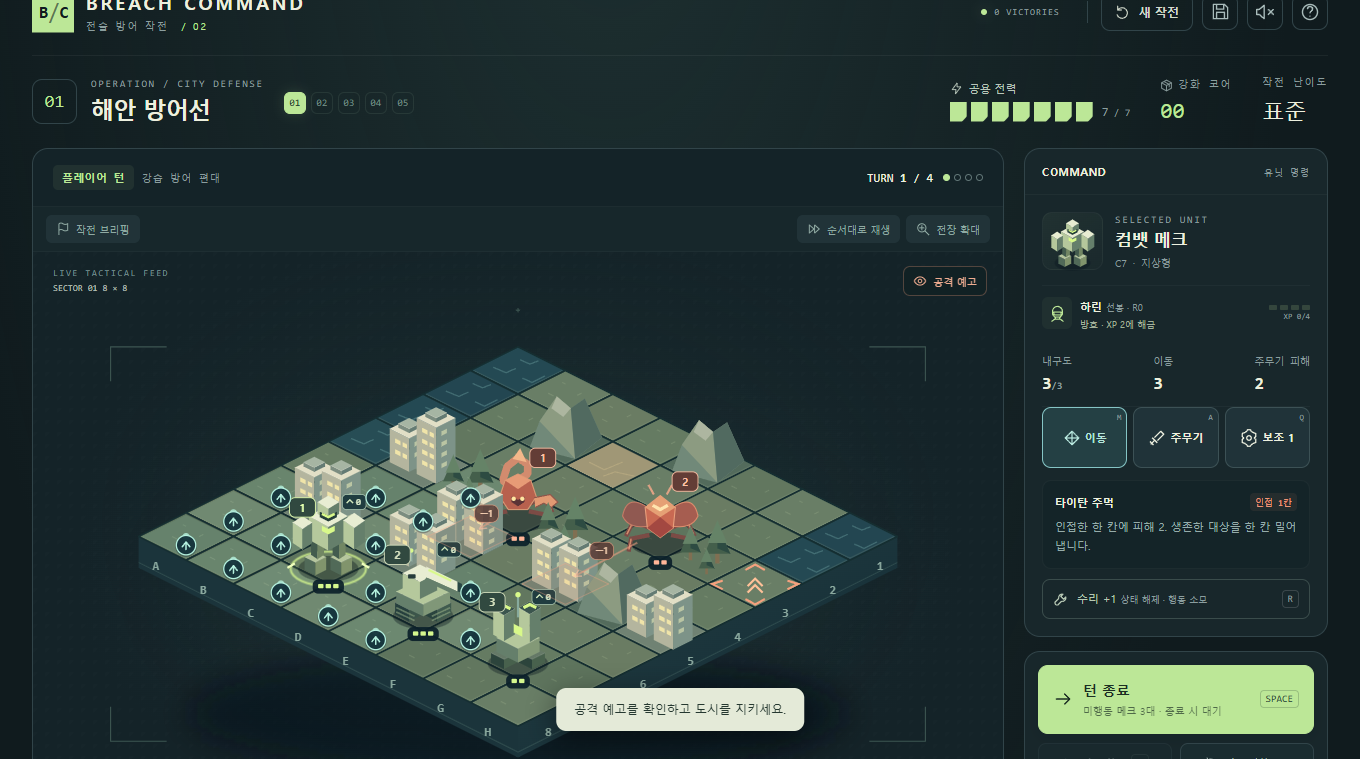 B/C
BREACH COMMAND
전술 방어 작전 / 02
0 VICTORIES
새 작전
01
OPERATION / CITY DEFENSE
해안 방어선
01 02 03 04 05
공용 전력
7 / 7
강화 코어
00
작전 난이도
표준
플레이어 턴
강습 방어 편대
TURN 1 / 4
작전 브리핑
순서대로 재생
전장 확대
LIVE TACTICAL FEED
SECTOR 01 8 × 8
공격 예고
1
2
1
0
−1
2
0
−1
3
0
A
B
C
D
E
F
G
H
1
2
3
4
5
6
8
공격 예고를 확인하고 도시를 지키세요.
COMMAND
유닛 명령
SELECTED UNIT
컴뱃 메크
C7 · 지상형
하린 선봉 · R0
방호 · XP 2에 해금
XP 0/4
내구도
3/3
이동
3
주무기 피해
2
이동
M
주무기
A
보조 1
Q
타이탄 주먹
인접 1칸
인접한 한 칸에 피해 2. 생존한 대상을 한 칸 밀어
냅니다.
수리 +1 상태 해제 · 행동 소모
R
턴 종료
미행동 메크 3대 · 종료 시 대기
SPACE